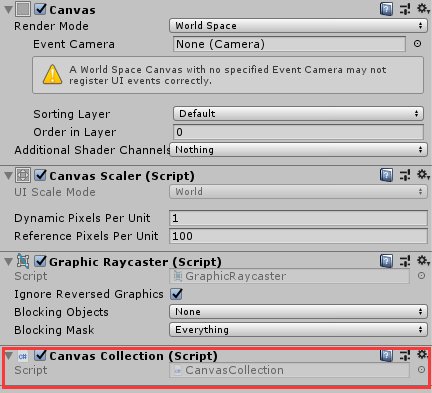 Canvas
Render Mode World Space
Event Camera None (Camera)
A World Space Canvas with no specified Event Camera may not
register UI events correctly.
Sorting Layer Default
Order in Layer 0
Additional Shader Channels Nothing
Canvas Scaler (Script)
UI Scale Mode World
Dynamic Pixels Per Unit 1
Reference Pixels Per Unit 100
Graphic Raycaster (Script)
Script GraphicRaycaster
Ignore Reversed Graphics
Blocking Objects None
Blocking Mask Everything
C# Canvas Collection (Script)
Script CanvasCollection